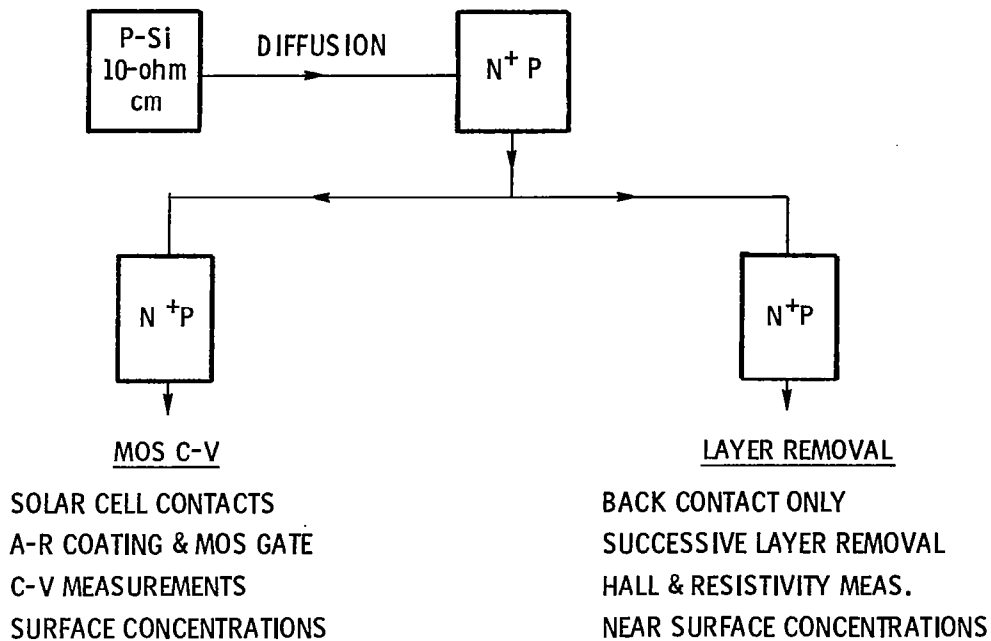 P-Si
10-ohm
cm
DIFFUSION
N+ P
N +P
N+P
MOS C-V
SOLAR CELL CONTACTS
A-R COATING & MOS GATE
C-V MEASUREMENTS
SURFACE CONCENTRATIONS
LAYER REMOVAL
BACK CONTACT ONLY
SUCCESSIVE LAYER REMOVAL
HALL & RESISTIVITY MEAS.
NEAR SURFACE CONCENTRATIONS